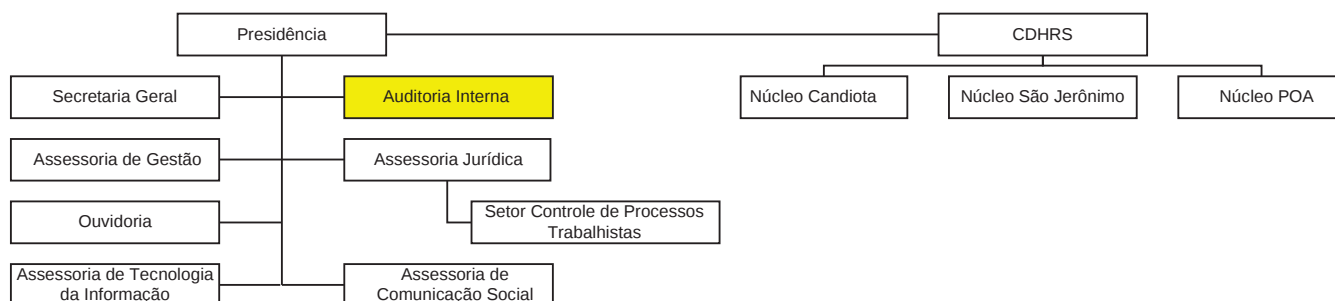 Presidência
CDHRS
Secretaria Geral
Auditoria Interna
Núcleo Candiota
Núcleo São Jerônimo
Núcleo POA
Assessoria de Gestão
Assessoria Jurídica
Ouvidoria
Setor Controle de Processos
Trabalhistas
Assessoria de Tecnologia
da Informação
Assessoria de
Comunicação Social